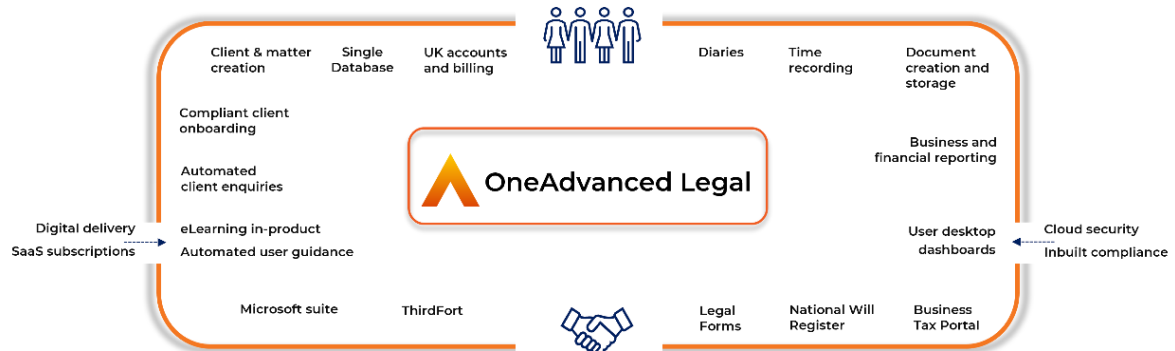 Client & matter
creation
Single
Database
UK accounts
and billing
Diaries
Time
recording
Document
creation and
storage
Compliant client
onboarding
Business and
financial reporting
OneAdvanced Legal
Automated
client enquiries
Digital delivery
SaaS subscriptions
eLearning in-product
Automated user guidance
User desktop
dashboards
Cloud security
Inbuilt compliance
Microsoft suite
ThirdFort
Legal
Forms
National Will
Register
Business
Tax Portal